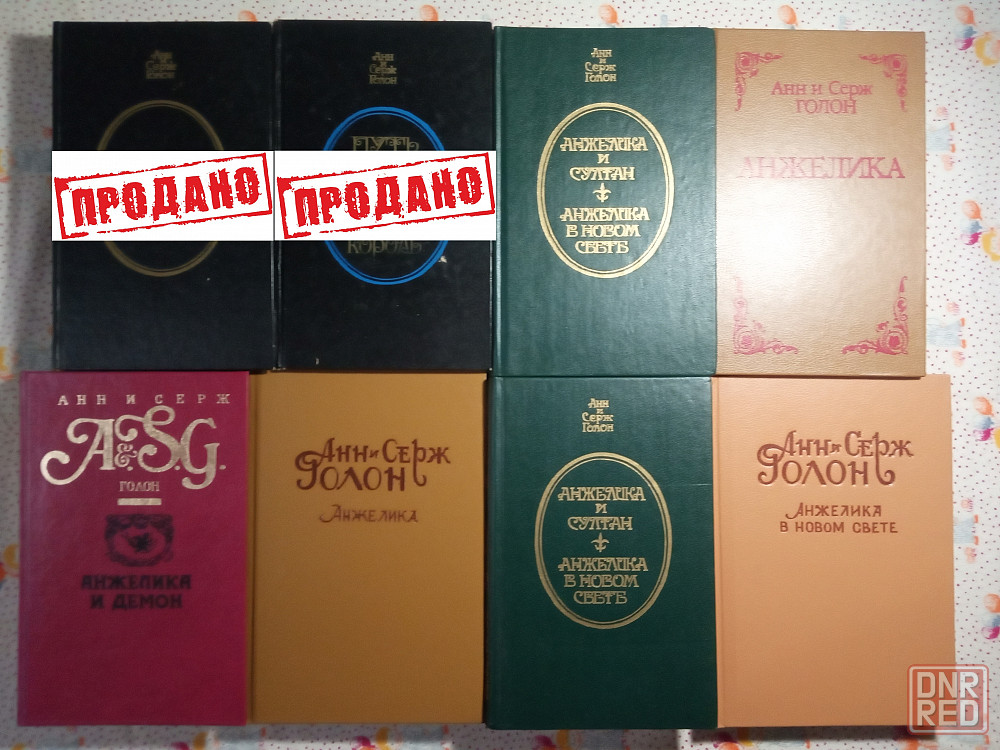 Анн
и
Серж
Голон
ПРОДАНО
Анн
и
Серж
Голон
ПУТЬ
ПРОДАНО
Анн
и
Серж
Голон
АНЖЕЛИКА
И
СУЛТАН
АНЖЕЛИКА
В НОВОМ
СВЕТЕ
Анн и Серж
ГОЛОН
АНЖЕЛИКА
АНН И СЕРЖ
A&S.G.
ГОЛОН
АНЖЕЛИКА
И ДЕМОН
Анн и Серж
Голон
Анжелика
Анн
и
Серж
Голон
АНЖЕЛИКА
И
СУЛТАН
АНЖЕЛИКА
В НОВОМ
СВЕТЕ
Анн и Серж
Голон
Анжелика
в новом свете
DNR
RED